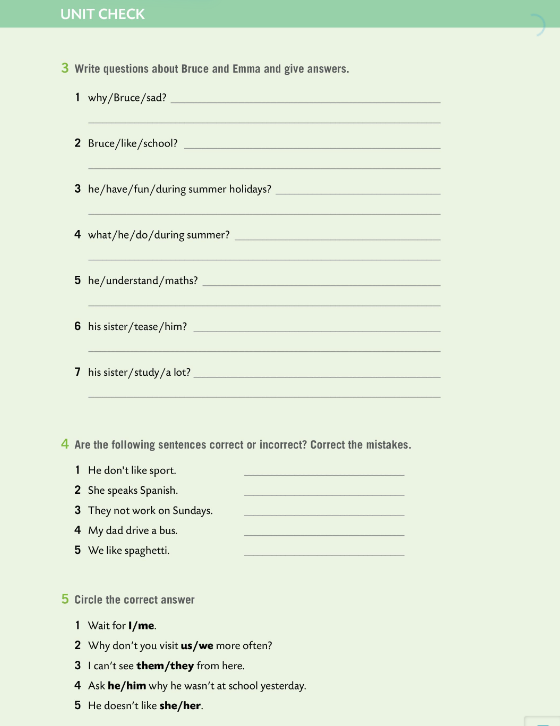 UNIT CHECK
3 Write questions about Bruce and Emma and give answers.
1 why/Bruce/sad?
2 Bruce/like/school?
3 he/have/fun/during summer holidays?
4 what/he/do/during summer?
5 he/understand/maths?
6 his sister/tease/him?
7 his sister/study/a lot?
4 Are the following sentences correct or incorrect? Correct the mistakes.
1 He don't like sport.
2 She speaks Spanish.
3 They not work on Sundays.
4 My dad drive a bus.
5 We like spaghetti.
5 Circle the correct answer
1 Wait for I/me.
2 Why don't you visit us/we more often?
3 I can't see them/they from here.
4 Ask he/him why he wasn't at school yesterday.
5 He doesn't like she/her.